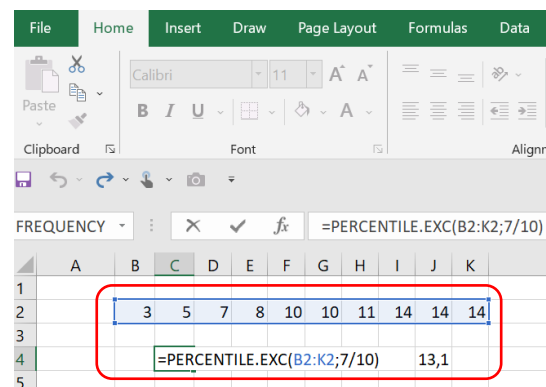 File Home Insert Draw Page Layout Formulas Data
Calibri 11 A A
Paste
B I U A
Clipboard Font Alignn
FREQUENCY fx =PERCENTILE.EXC(B2:K2;7/10)
A B C D E F G H I J K
1
2 3 5 7 8 10 10 11 14 14 14
3
4 =PERCENTILE.EXC(B2:K2;7/10) 13,1
5